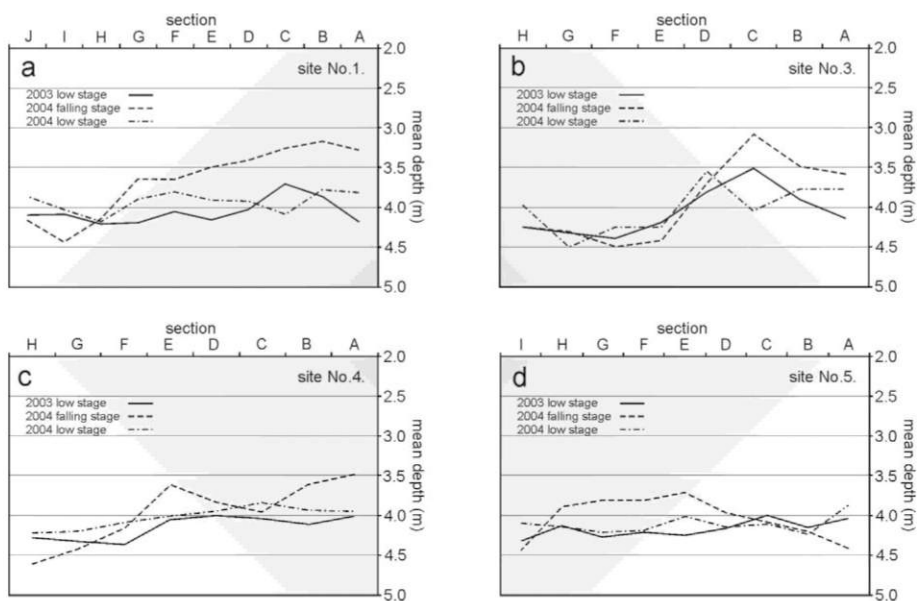 section
J I H G F E D C B A
2.0
a
site No.1.
2.5
2003 low stage
2004 falling stage
2004 low stage
3.0
3.5
4.0
4.5
5.0
mean depth (m)
section
H G F E D C B A
2.0
b
site No.3.
2.5
2003 low stage
2004 falling stage
2004 low stage
3.0
3.5
4.0
4.5
5.0
mean depth (m)
section
H G F E D C B A
2.0
c
site No.4.
2.5
2003 low stage
2004 falling stage
2004 low stage
3.0
3.5
4.0
4.5
5.0
mean depth (m)
section
I H G F E D C B A
2.0
d
site No.5.
2.5
2003 low stage
2004 falling stage
2004 low stage
3.0
3.5
4.0
4.5
5.0
mean depth (m)